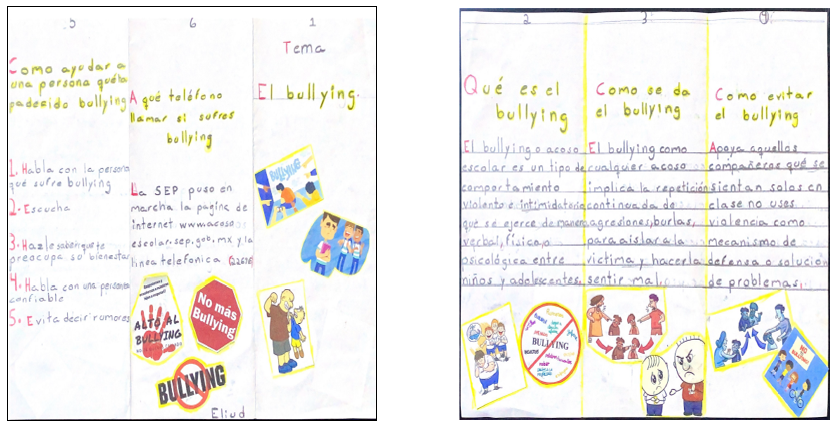 5
Como ayudar a
una persona que ha
padecido bullying
1. Habla con la persona
que sufre bullying
2. Escucha
3. Hazle saber que te
preocupa su bienestar
4. Habla con una persona
confiable
5. Evita decir rumores
6
A qué teléfono
llamar si sufres
bullying
La SEP puso en
marcha la pagina de
internet www.acoso
escolar.sep.gob.mx y la
linea telefonica
ALTO AL
BULLYING
No más
Bullying
BULLYING
Eliud
1
Tema
El bullying.
2
Qué es el
bullying
El bullying o acoso
escolar es un tipo de
comportamiento
violento e intimidatorio
que se ejerce de manera
verbal, física, o
psicológica entre
niños y adolescentes.
BULLYING
3
Como se da
el bullying
El bullying como
cualquier acoso
implica la repetición
continuada de
agresiones, burlas,
para aislar a la
victima y hacerla
sentir mal.
4
Como evitar
el bullying
Apoya aquellos
compañeros que se
sientan solos en
clase no uses
violencia como
mecanismo de
defensa o solución
de problemas.